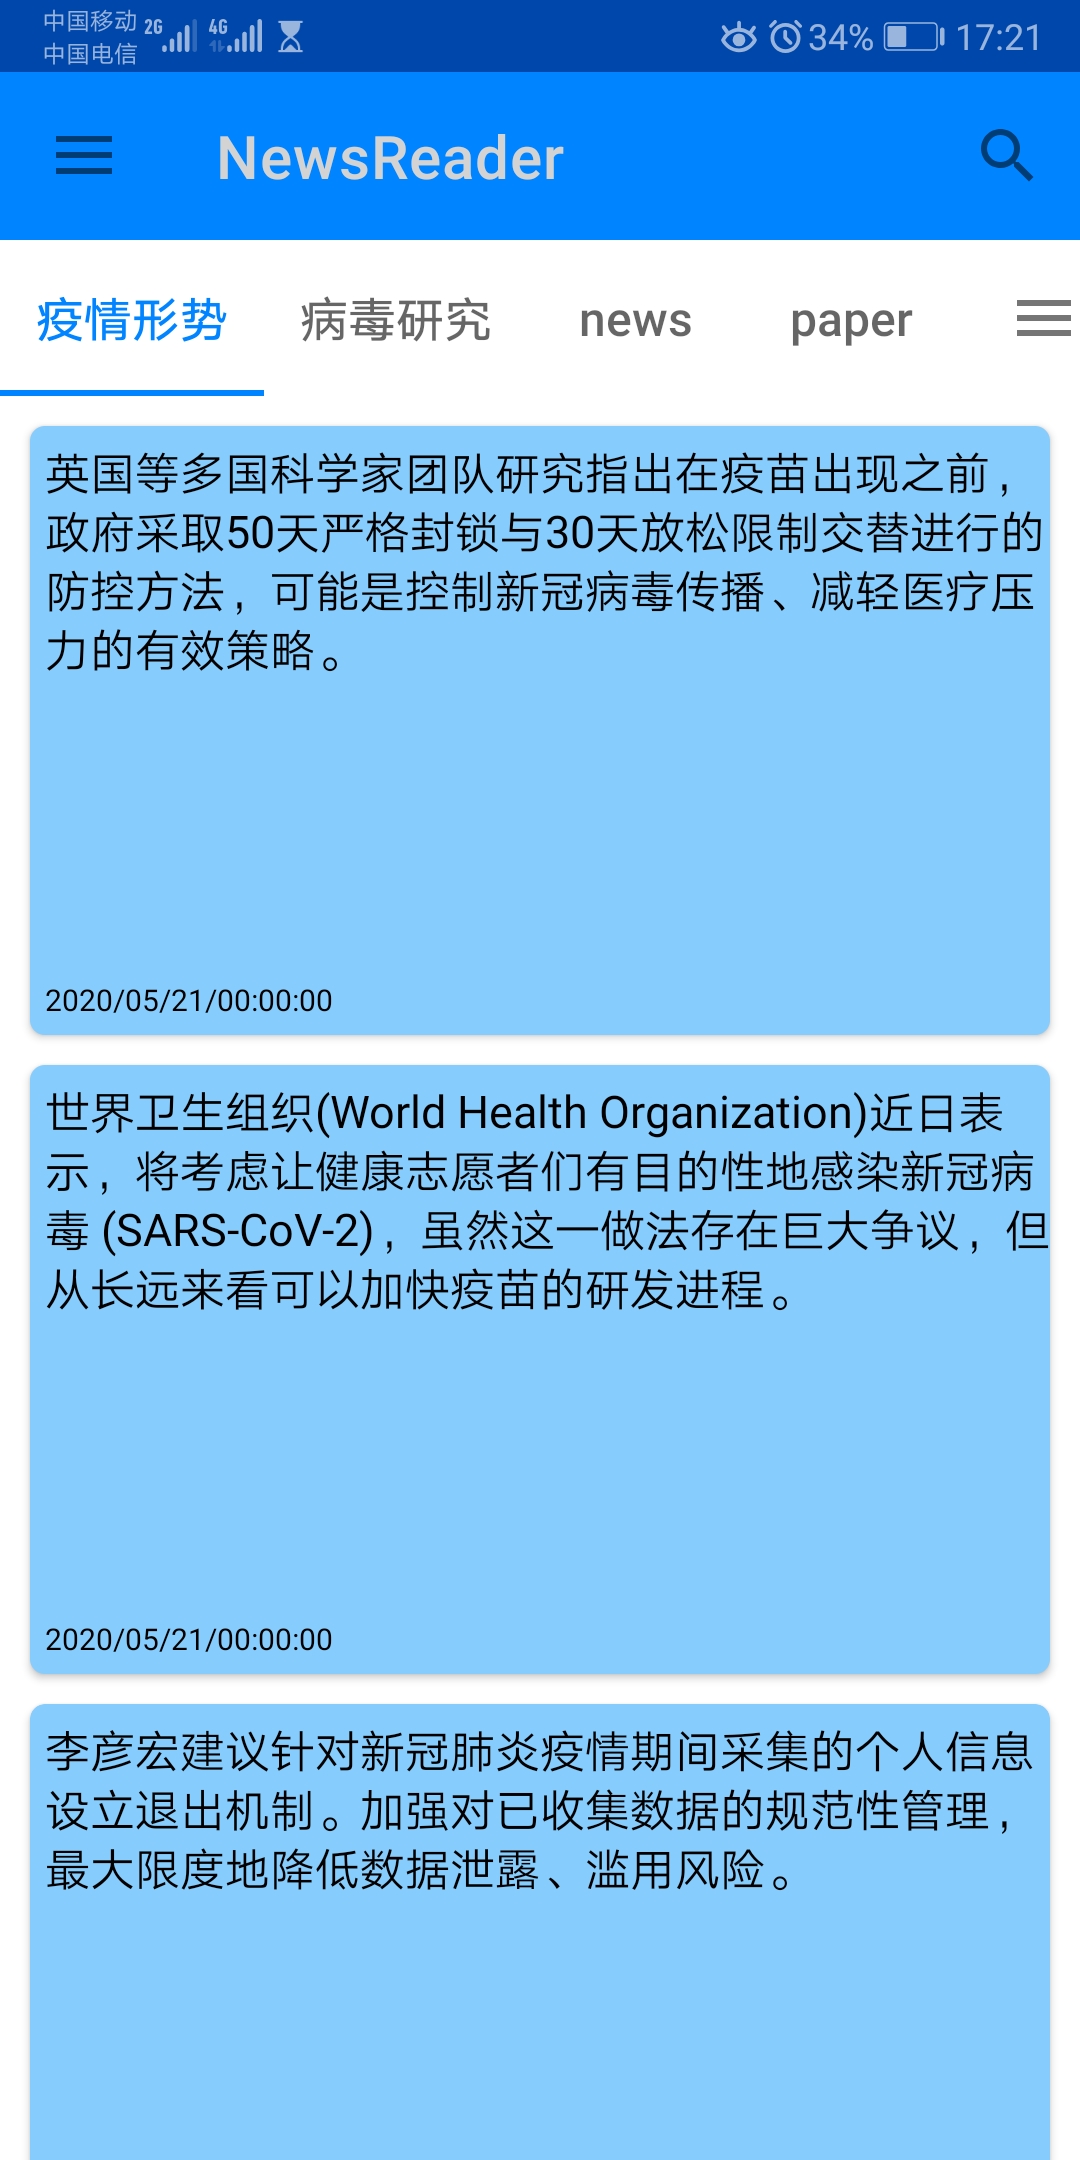 中国移动 2G 4G 34% 17:21
中国电信
NewsReader
疫情形势 病毒研究 news paper
英国等多国科学家团队研究指出在疫苗出现之前，
政府采取50天严格封锁与30天放松限制交替进行的
防控方法，可能是控制新冠病毒传播、减轻医疗压
力的有效策略。
2020/05/21/00:00:00
世界卫生组织(World Health Organization)近日表
示，将考虑让健康志愿者们有目的性地感染新冠病
毒 (SARS-CoV-2)，虽然这一做法存在巨大争议，但
从长远来看可以加快疫苗的研发进程。
2020/05/21/00:00:00
李彦宏建议针对新冠肺炎疫情期间采集的个人信息
设立退出机制。加强对已收集数据的规范性管理，
最大限度地降低数据泄露、滥用风险。